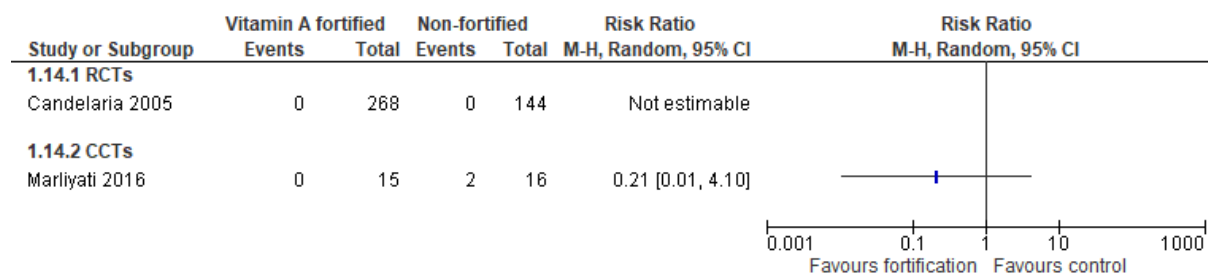 Vitamin A fortified Non-fortified Risk Ratio Risk Ratio
Study or Subgroup Events Total Events Total M-H, Random, 95% CI M-H, Random, 95% CI
1.14.1 RCTs
Candelaria 2005 0 268 0 144 Not estimable
1.14.2 CCTs
Marliyati 2016 0 15 2 16 0.21 [0.01, 4.10]
0.001 0.1 1 10 1000
Favours fortification Favours control